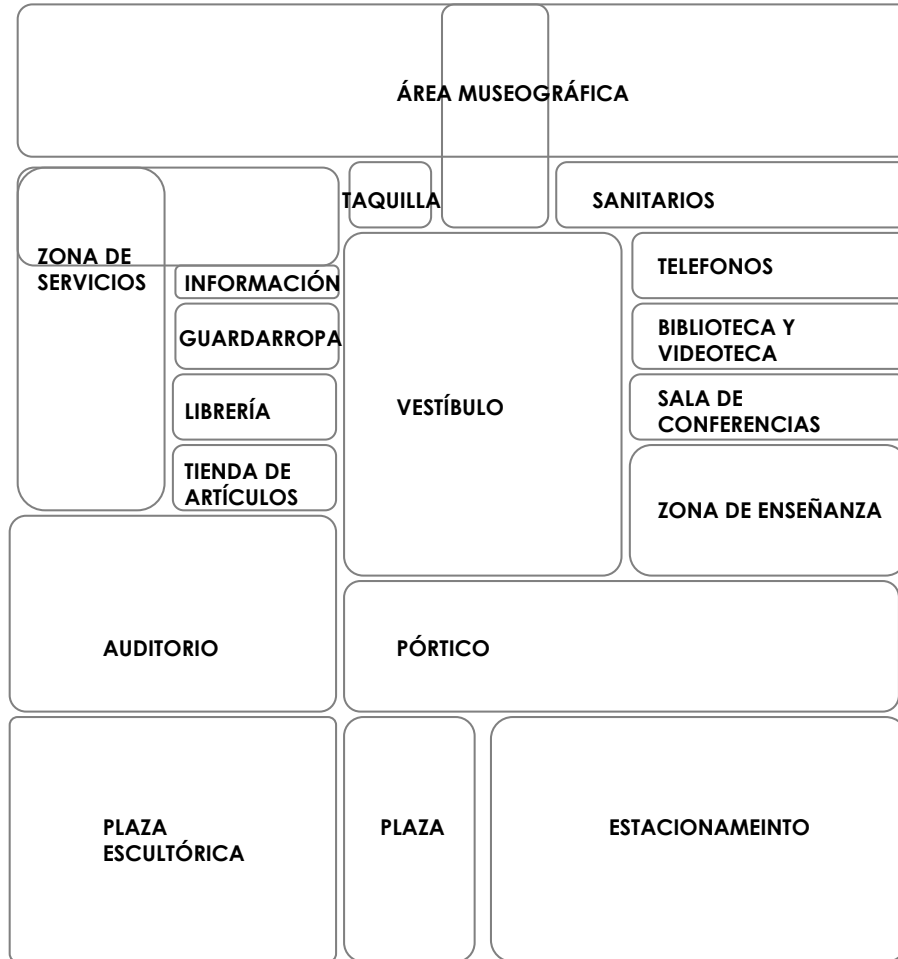 ÁREA MUSEOGRÁFICA
TAQUILLA
SANITARIOS
ZONA DE
SERVICIOS
INFORMACIÓN
TELEFONOS
GUARDARROPA
BIBLIOTECA Y
VIDEOTECA
LIBRERÍA
VESTÍBULO
SALA DE
CONFERENCIAS
TIENDA DE
ARTÍCULOS
ZONA DE ENSEÑANZA
AUDITORIO
PÓRTICO
PLAZA
ESCULTÓRICA
PLAZA
ESTACIONAMEINTO